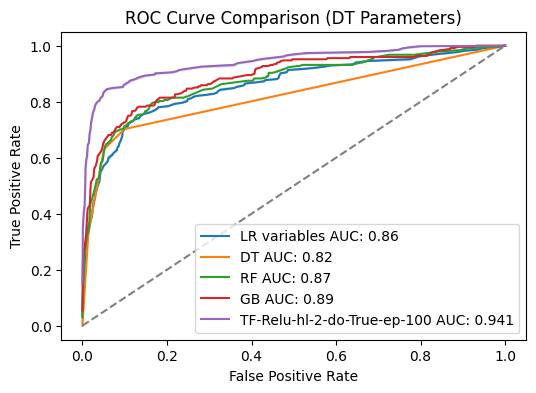 ROC Curve Comparison (DT Parameters)
1.0
0.8
0.6
0.4
0.2
0.0
True Positive Rate
LR variables AUC: 0.86
DT AUC: 0.82
RF AUC: 0.87
GB AUC: 0.89
TF-Relu-hl-2-do-True-ep-100 AUC: 0.941
0.0 0.2 0.4 0.6 0.8 1.0
False Positive Rate